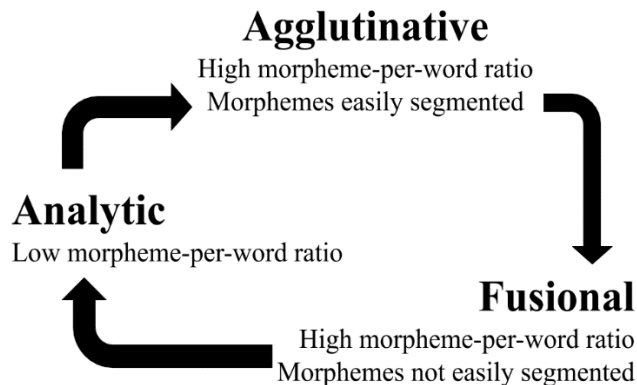 Agglutinative
High morpheme-per-word ratio
Morphemes easily segmented
Analytic
Low morpheme-per-word ratio
Fusional
High morpheme-per-word ratio
Morphemes not easily segmented